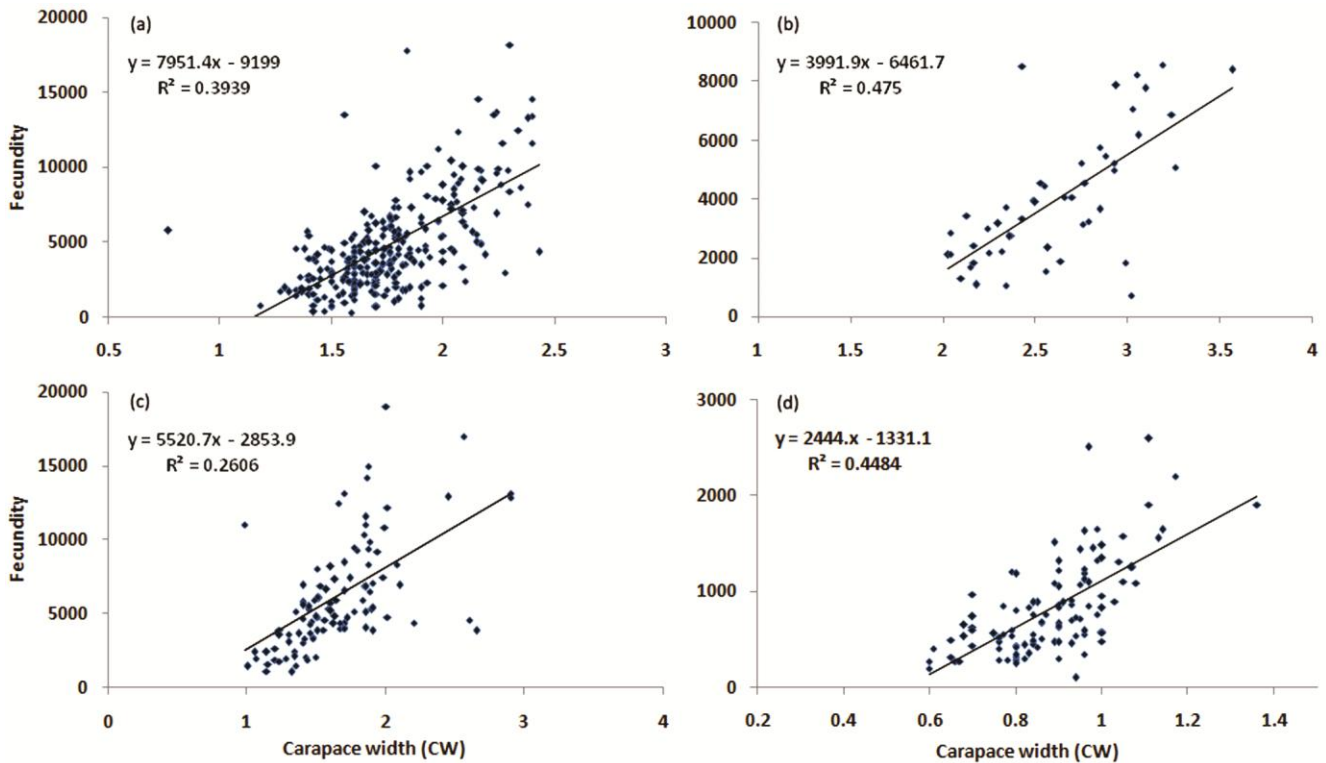 (a)
y = 7951.4x - 9199
R² = 0.3939
Fecundity
20000
15000
10000
5000
0
0.5 1 1.5 2 2.5 3
(b)
y = 3991.9x - 6461.7
R² = 0.475
10000
8000
6000
4000
2000
0
1 1.5 2 2.5 3 3.5 4
(c)
y = 5520.7x - 2853.9
R² = 0.2606
Fecundity
20000
15000
10000
5000
0
0 1 2 3 4
Carapace width (CW)
(d)
y = 2444.x - 1331.1
R² = 0.4484
3000
2000
1000
0
0.2 0.4 0.6 0.8 1 1.2 1.4
Carapace width (CW)